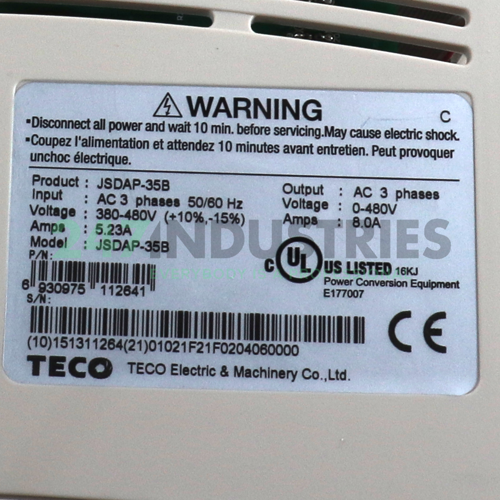 WARNING
C
•Disconnect all power and wait 10 min. before servicing.May cause electric shock.
•Coupez l'alimentation et attendez 10 minutes avant entretien. Peut provoquer
unchoc électrique.
Product : JSDAP-35B
Input : AC 3 phases 50/60 Hz
Voltage : 380-480V (+10%,-15%)
Amps : 5.23A
Model : JSDAP-35B
Output : AC 3 phases
Voltage : 0-480V
Amps : 8.0A
P/N:
INDUSTRIES
6 930975 112641
S/N:
C UL US LISTED 16KJ
Power Conversion Equipment
E177007
CE
(10)151311264(21)01021F21F0204060000
TECO TECO Electric & Machinery Co.,Ltd.